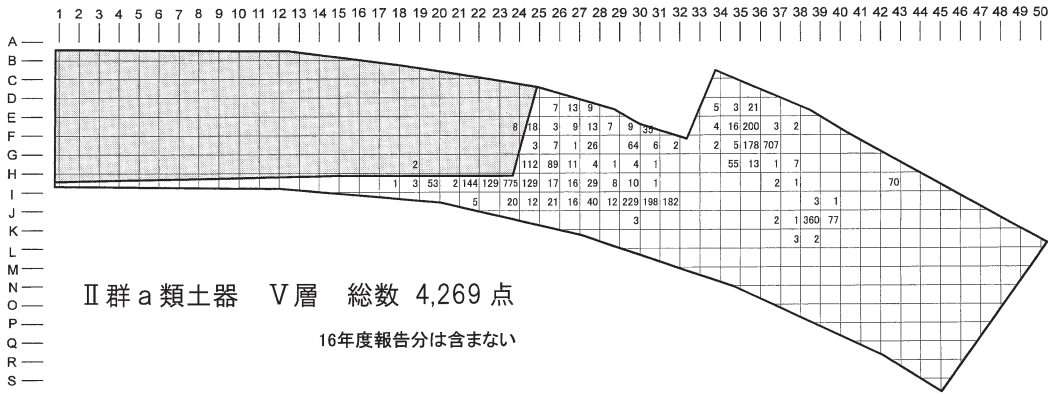 1 2 3 4 5 6 7 8 9 10 11 12 13 14 15 16 17 18 19 20 21 22 23 24 25 26 27 28 29 30 31 32 33 34 35 36 37 38 39 40 41 42 43 44 45 46 47 48 49 50
A
B
C
D
7 13 9 5 3 21
E
8 18 3 9 13 7 9 35 4 16 200 3 2
F
3 7 1 26 64 6 2 2 5 178 707
G
2 112 89 11 4 1 4 1 55 13 1 7
H
1 3 53 2 144 129 775 129 17 16 29 8 10 1 2 1 70
I
5 20 12 21 16 40 12 229 198 182 3 1
J
3 2 1 360 77
K
3 2
L
M
N
O
P
Q
R
S
Ⅱ群a類土器 Ⅴ層 総数 4,269点
16年度報告分は含まない